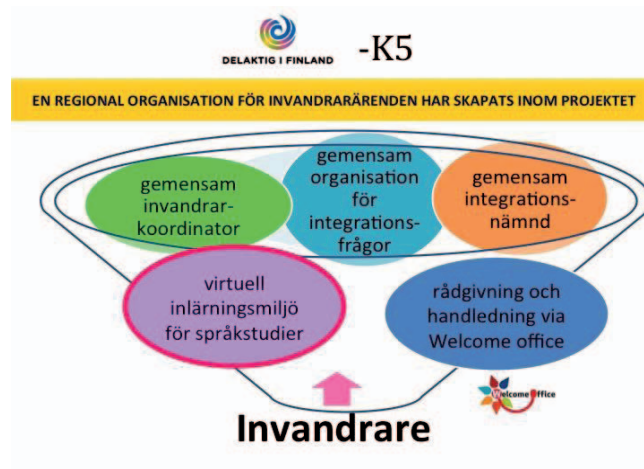 DELAKTIG I FINLAND
-K5
EN REGIONAL ORGANISATION FÖR INVANDRARÄRENDEN HAR SKAPATS INOM PROJEKTET
gemensam
invandrar-
koordinator
gemensam
organisation
för
integrations-
frågor
gemensam
integrations-
nämnd
virtuell
inlärningsmiljö
för språkstudier
rådgivning och
handledning via
Welcome office
Welcome Office
Invandrare